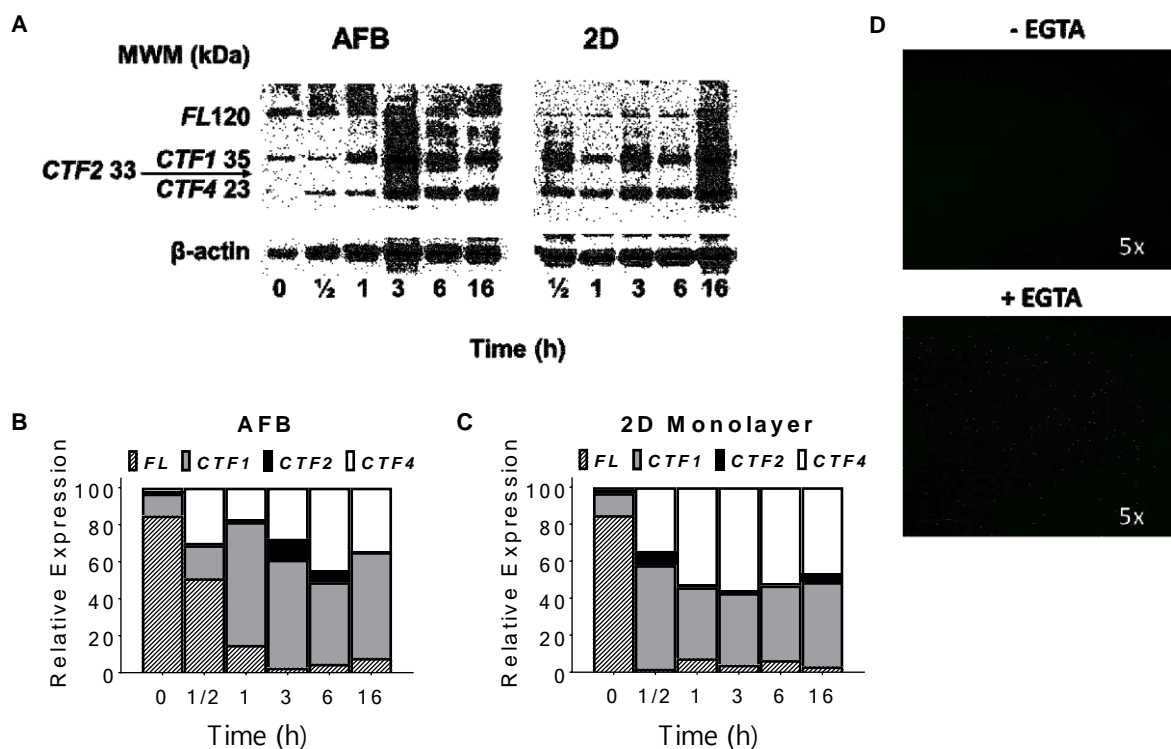 A
AFB
2D
MWM (kDa)
FL120
CTF1 35
CTF2 33
CTF4 23
β-actin
0 ½ 1 3 6 16
½ 1 3 6 16
Time (h)
D
- EGTA
5x
+ EGTA
5x
B
AFB
FL CTF1 CTF2 CTF4
Relative Expression
100
80
60
40
20
0
0 1/2 1 3 6 16
Time (h)
C
2D Monolayer
FL CTF1 CTF2 CTF4
Relative Expression
100
80
60
40
20
0
0 1/2 1 3 6 16
Time (h)